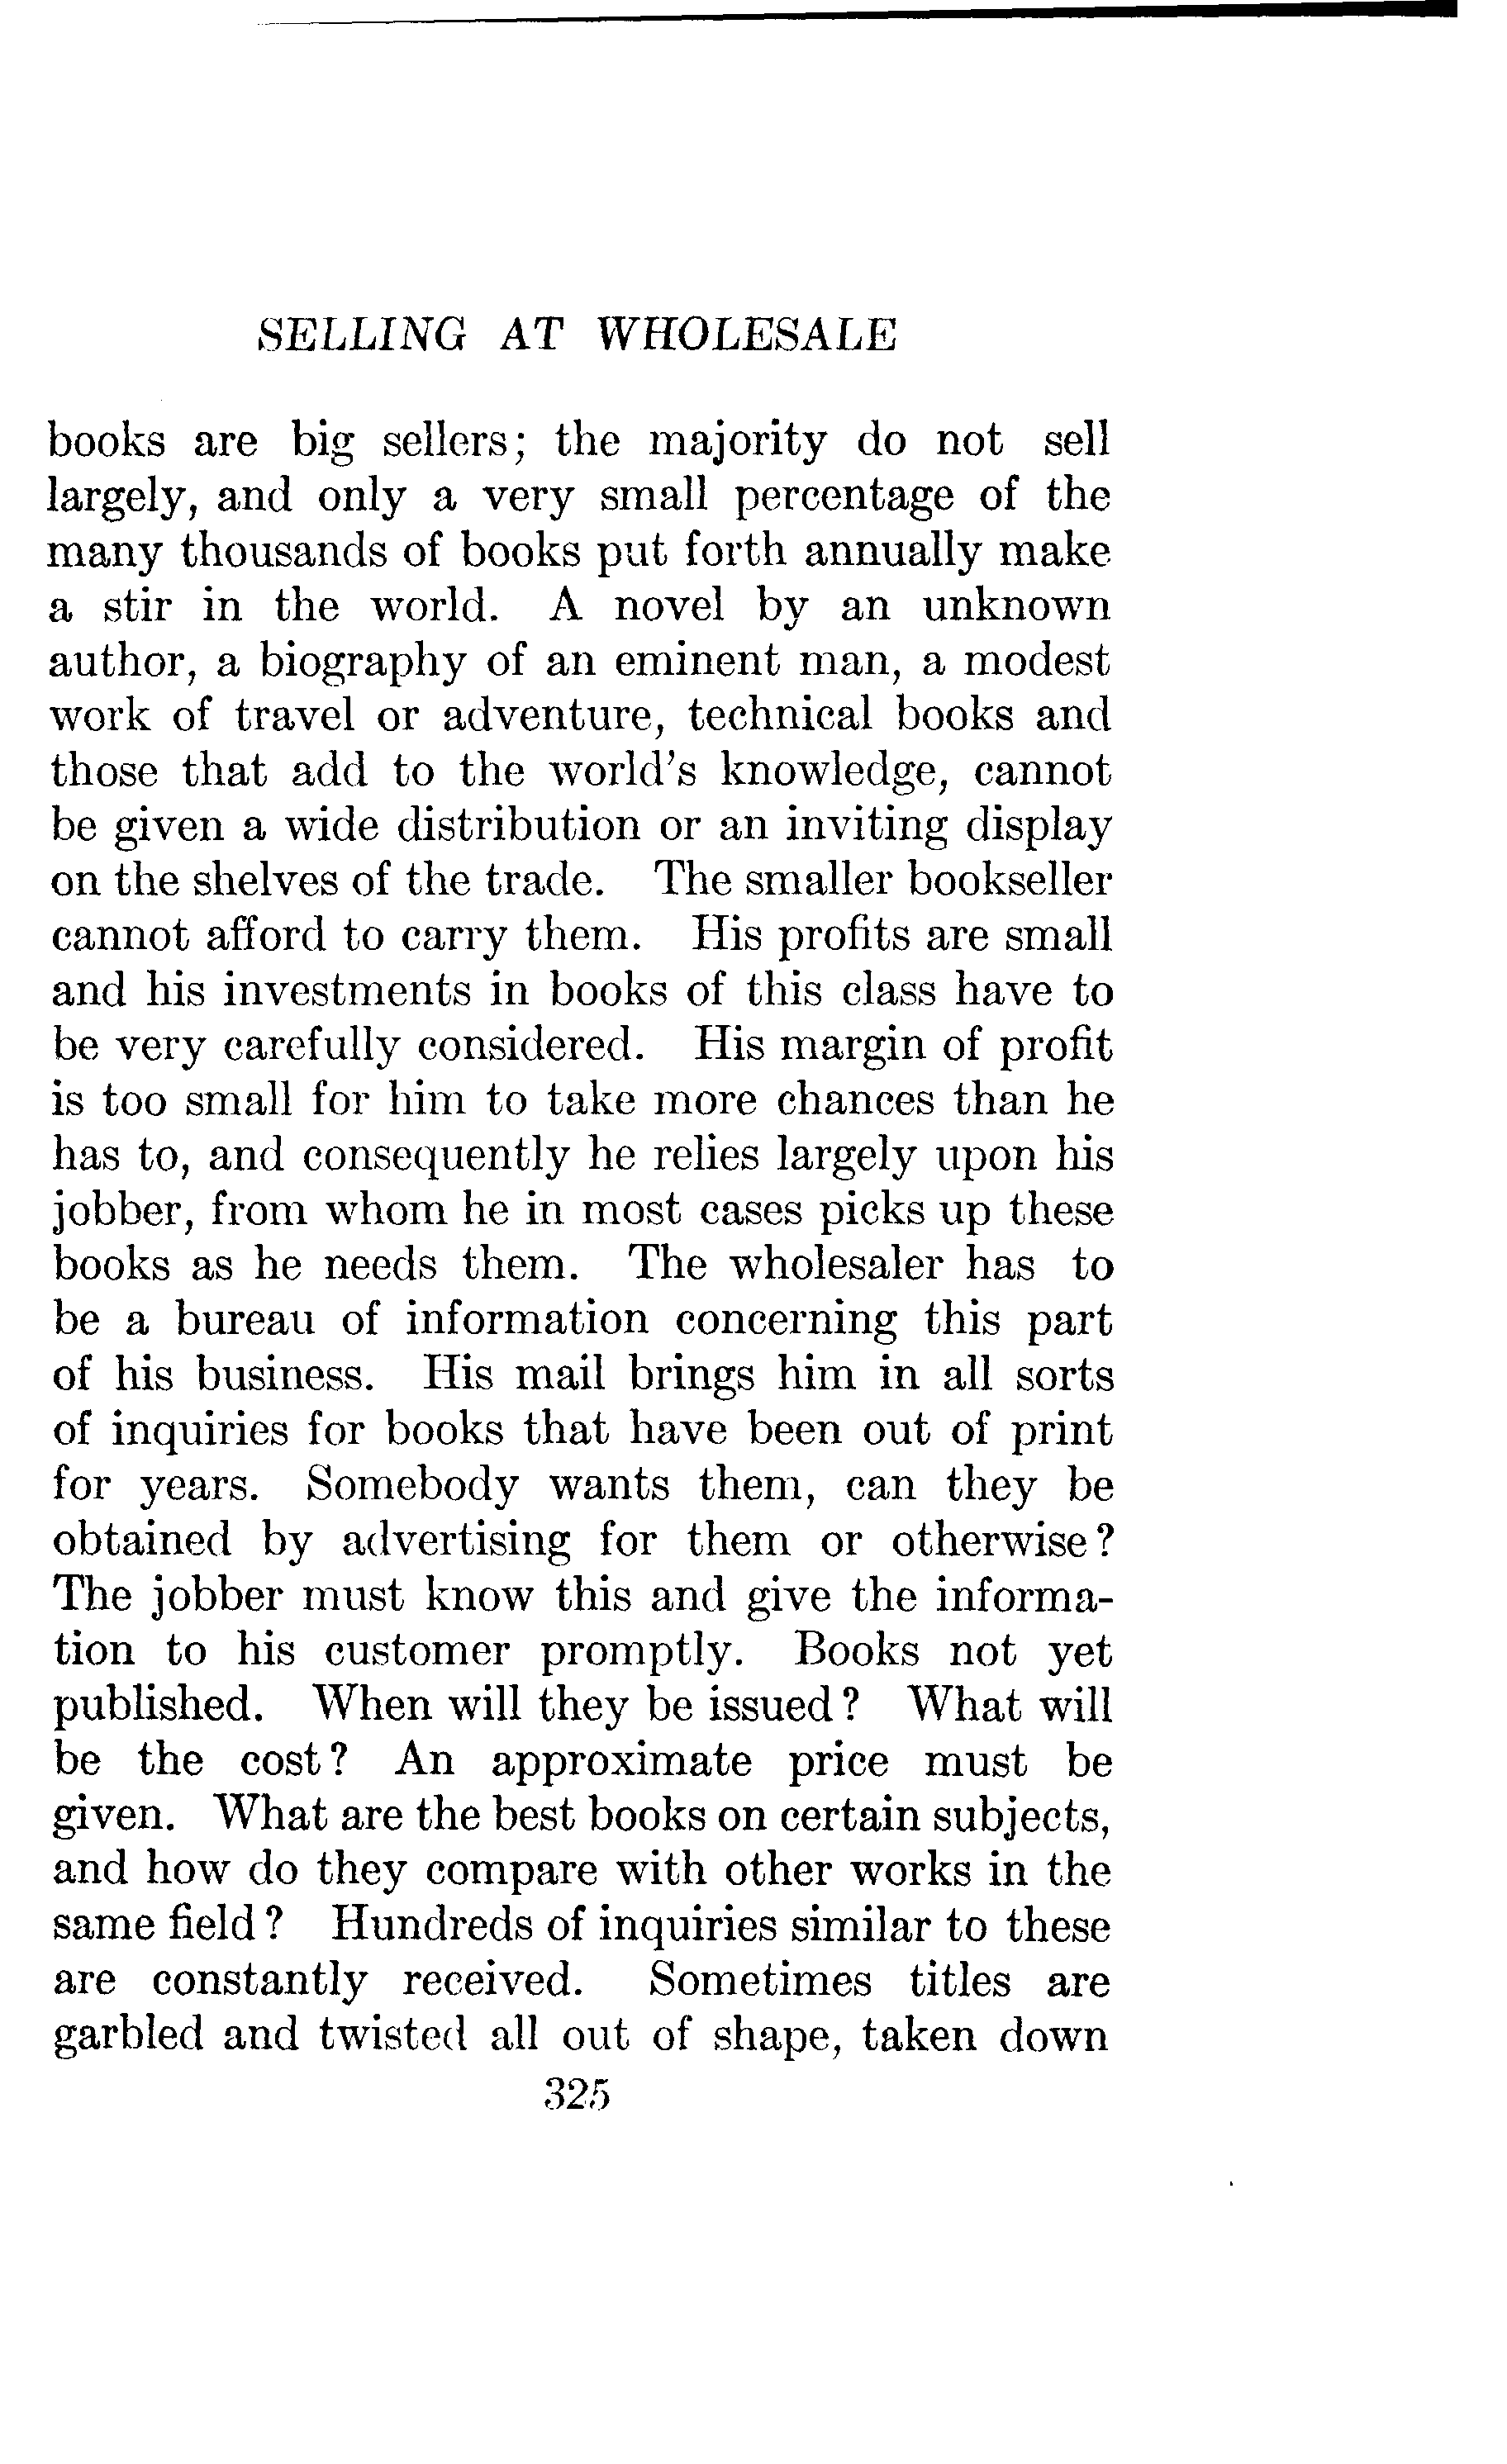 SELLING AT WHOLESALE
books are big sellers; the majority do not sell
largely, and only a very small percentage of the
many thousands of books put forth annually make
a stir in the world. A novel by an unknown
author, a biography of an eminent man, a modest
work of travel or adventure, technical books and
those that add to the world's knowledge, cannot
be given a wide distribution or an inviting display
on the shelves of the trade. The smaller bookseller
cannot afford to carry them. His profits are small
and his investments in books of this class have to
be very carefully considered. His margin of profit
is too small for him to take more chances than he
has to, and consequently he relies largely upon his
jobber, from whom he in most cases picks up these
books as he needs them. The wholesaler has to
be a bureau of information concerning this part
of his business. His mail brings him in all sorts
of inquiries for books that have been out of print
for years. Somebody wants them, can they be
obtained by advertising for them or otherwise?
The jobber must know this and give the informa-
tion to his customer promptly. Books not yet
published. When will they be issued? What will
be the cost? An approximate price must be
given. What are the best books on certain subjects,
and how do they compare with other works in the
same field? Hundreds of inquiries similar to these
are constantly received. Sometimes titles are
garbled and twisted all out of shape, taken down
325